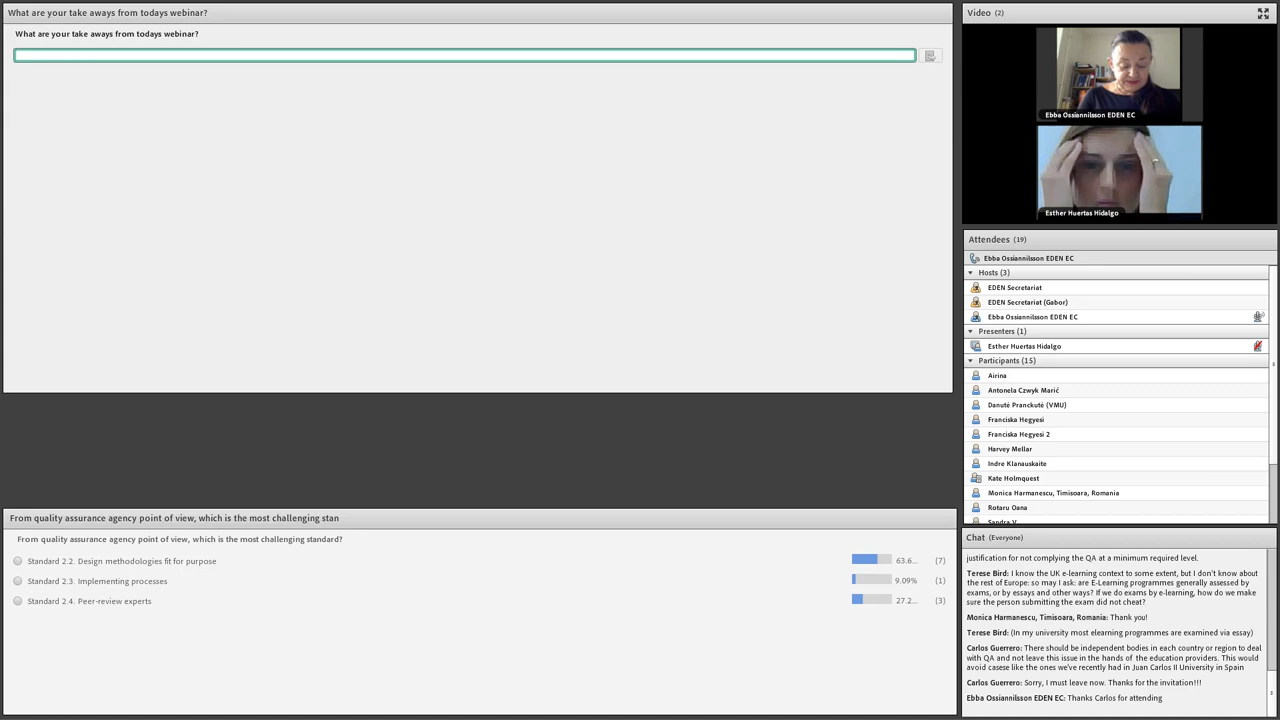 What are your take aways from todays webinar?
What are your take aways from todays webinar?
From quality assurance agency point of view, which is the most challenging stan
From quality assurance agency point of view, which is the most challenging standard?
Standard 2.2. Design methodologies fit for purpose 63.6... (7)
Standard 2.3. Implementing processes 9.09% (1)
Standard 2.4. Peer-review experts 27.2... (3)
Video (2)
Ebba Ossiannilsson EDEN EC
Esther Huertas Hidalgo
Attendees (19)
Ebba Ossiannilsson EDEN EC
Hosts (3)
EDEN Secretariat
EDEN Secretariat (Gabor)
Ebba Ossiannilsson EDEN EC
Presenters (1)
Esther Huertas Hidalgo
Participants (15)
Airina
Antonela Czwyk Marić
Danutė Pranckutė (VMU)
Franciska Hegyesi
Franciska Hegyesi 2
Harvey Mellar
Indre Klanauskaite
Kate Holmquest
Monica Harmanescu, Timisoara, Romania
Rotaru Oana
Sandra V
Chat (Everyone)
justification for not complying the QA at a minimum required level.
Terese Bird: I know the UK e-learning context to some extent, but I don't know about
the rest of Europe: so may I ask: are E-Learning programmes generally assessed by
exams, or by essays and other ways? If we do exams by e-learning, how do we make
sure the person submitting the exam did not cheat?
Monica Harmanescu, Timisoara, Romania: Thank you!
Terese Bird: (In my university most elearning programmes are examined via essay)
Carlos Guerrero: There should be independent bodies in each country or region to deal
with QA and not leave this issue in the hands of the education providers. This would
avoid casese like the ones we've recently had in Juan Carlos II University in Spain
Carlos Guerrero: Sorry, I must leave now. Thanks for the invitation!!!
Ebba Ossiannilsson EDEN EC: Thanks Carlos for attending